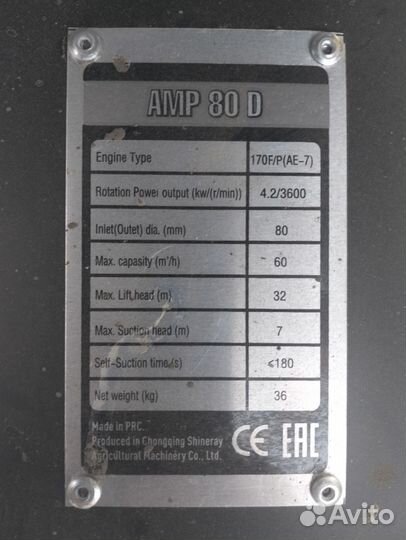 AMP 80 D
Engine Type 170F/P(AE-7)
Rotation Power output (kw/(r/min)) 4.2/3600
Inlet(Outet) dia. (mm) 80
Max. capasity (m³/h) 60
Max. Lift,head (m) 32
Max. Suction head (m) 7
Self-Suction time (s) ≤180
Net weight (kg) 36
Made in PRC.
Produced in Chongqing Shineray
Agricultural Machinery Co., Ltd.
CE EAC
Avito